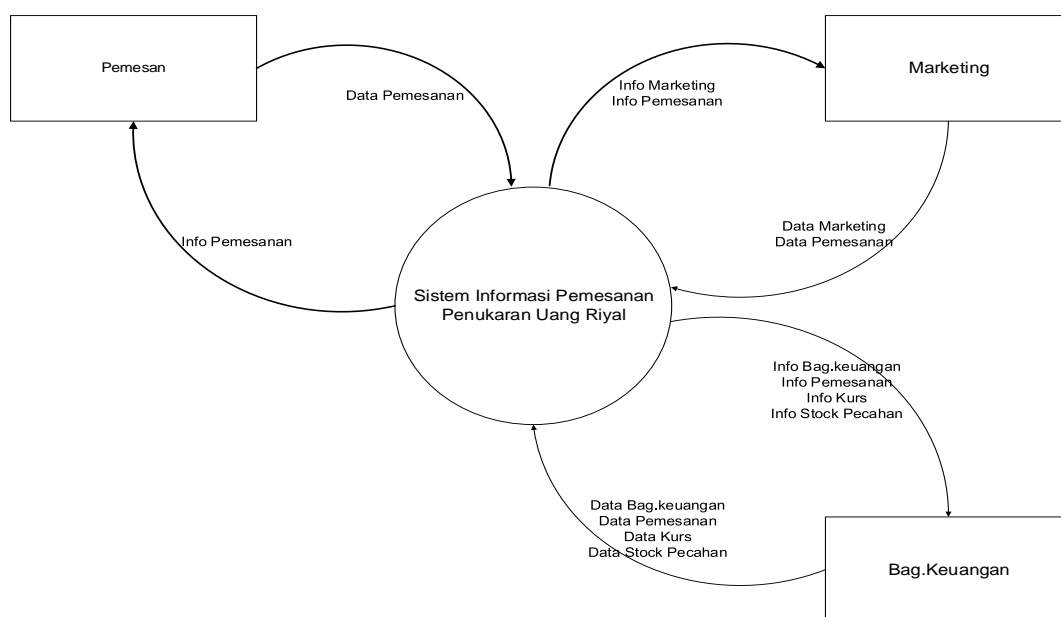 Pemesan
Data Pemesanan
Info Marketing
Info Pemesanan
Marketing
Info Pemesanan
Data Marketing
Data Pemesanan
Sistem Informasi Pemesanan
Penukaran Uang Riyal
Info Bag.keuangan
Info Pemesanan
Info Kurs
Info Stock Pecahan
Data Bag.keuangan
Data Pemesanan
Data Kurs
Data Stock Pecahan
Bag.Keuangan